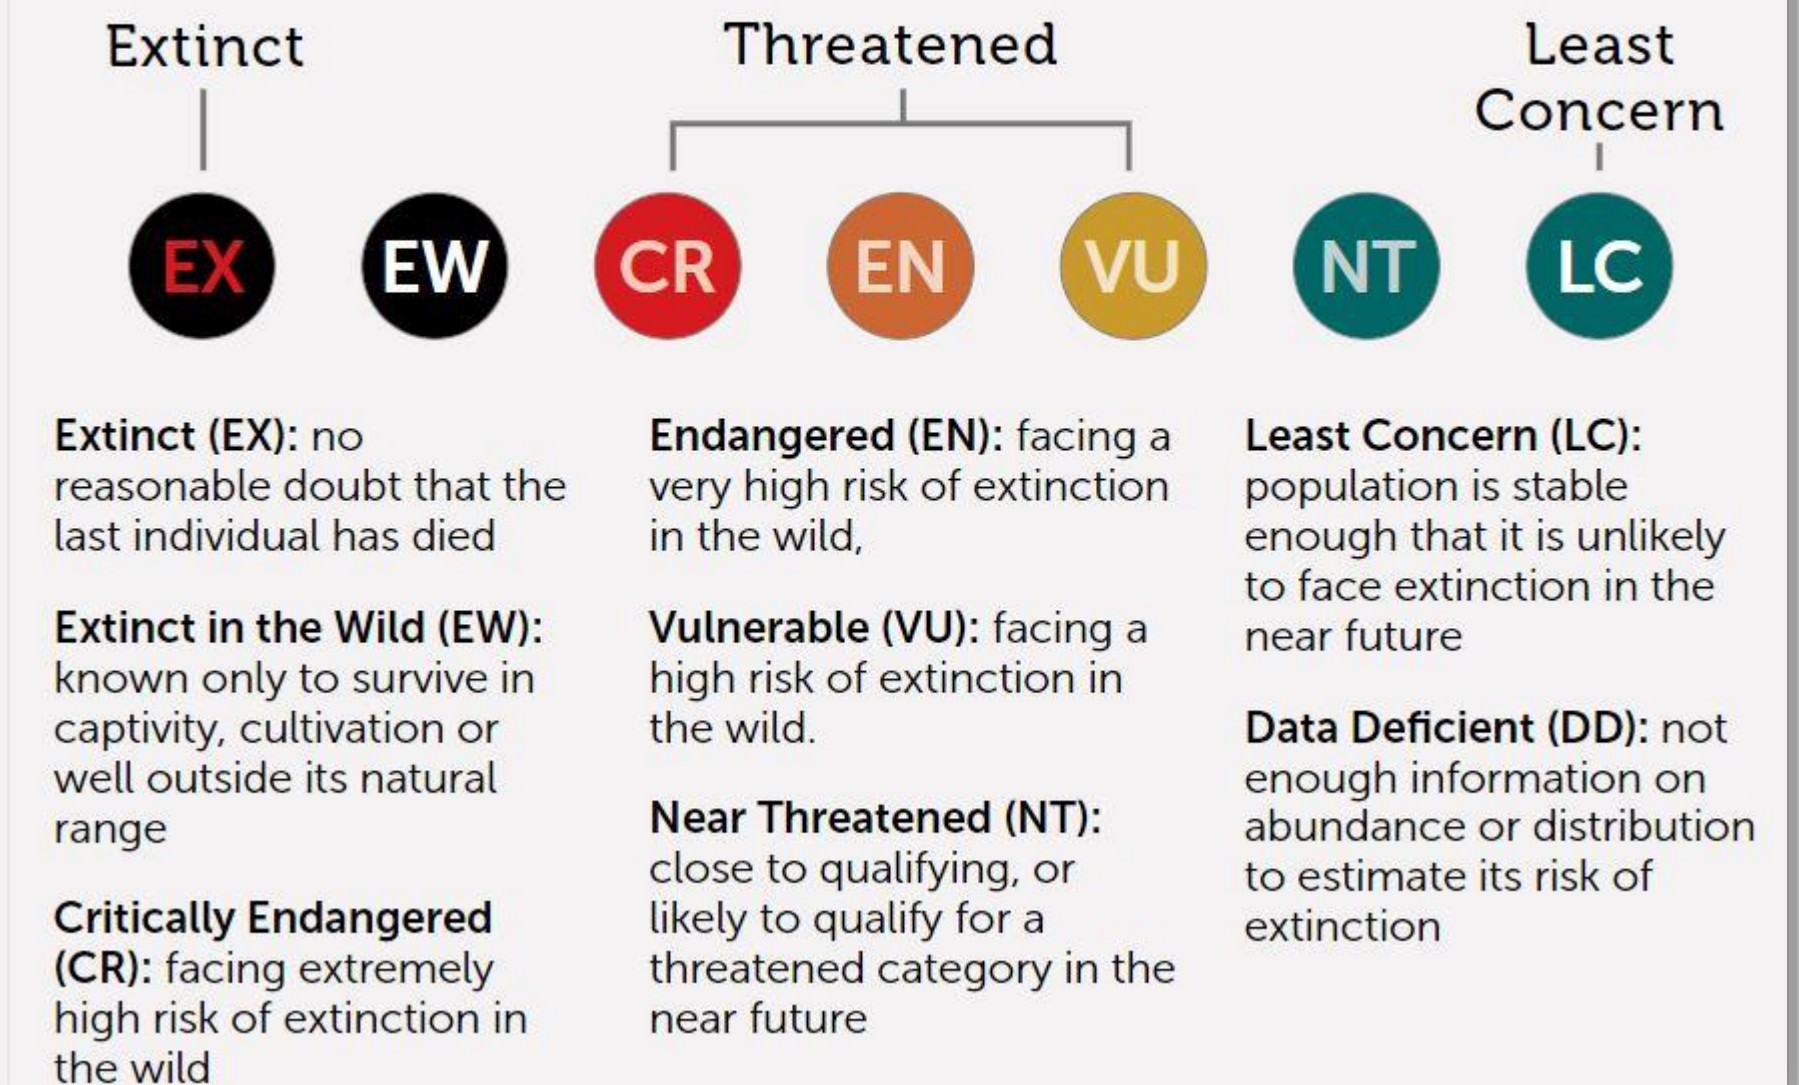 Extinct
Threatened
Least
Concern
EX
EW
CR
EN
VU
NT
LC
Extinct (EX): no
reasonable doubt that the
last individual has died
Extinct in the Wild (EW):
known only to survive in
captivity, cultivation or
well outside its natural
range
Critically Endangered
(CR): facing extremely
high risk of extinction in
the wild
Endangered (EN): facing a
very high risk of extinction
in the wild,
Vulnerable (VU): facing a
high risk of extinction in
the wild.
Near Threatened (NT):
close to qualifying, or
likely to qualify for a
threatened category in the
near future
Least Concern (LC):
population is stable
enough that it is unlikely
to face extinction in the
near future
Data Deficient (DD): not
enough information on
abundance or distribution
to estimate its risk of
extinction